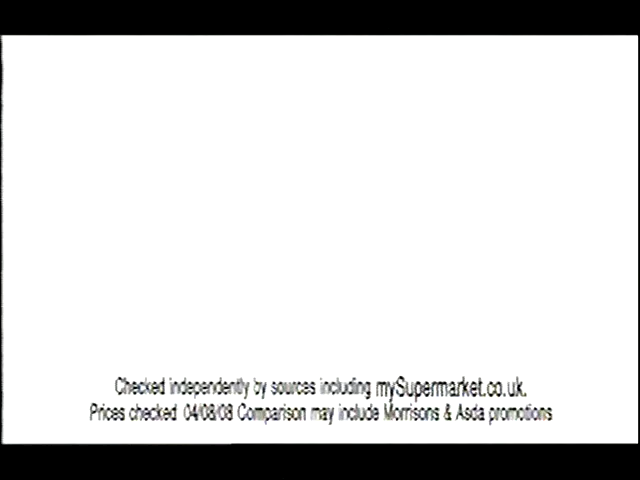 Checked independently by sources including mySupermarket.co.uk.
Prices checked 04/08/08 Comparison may include Morrisons & Asda promotions